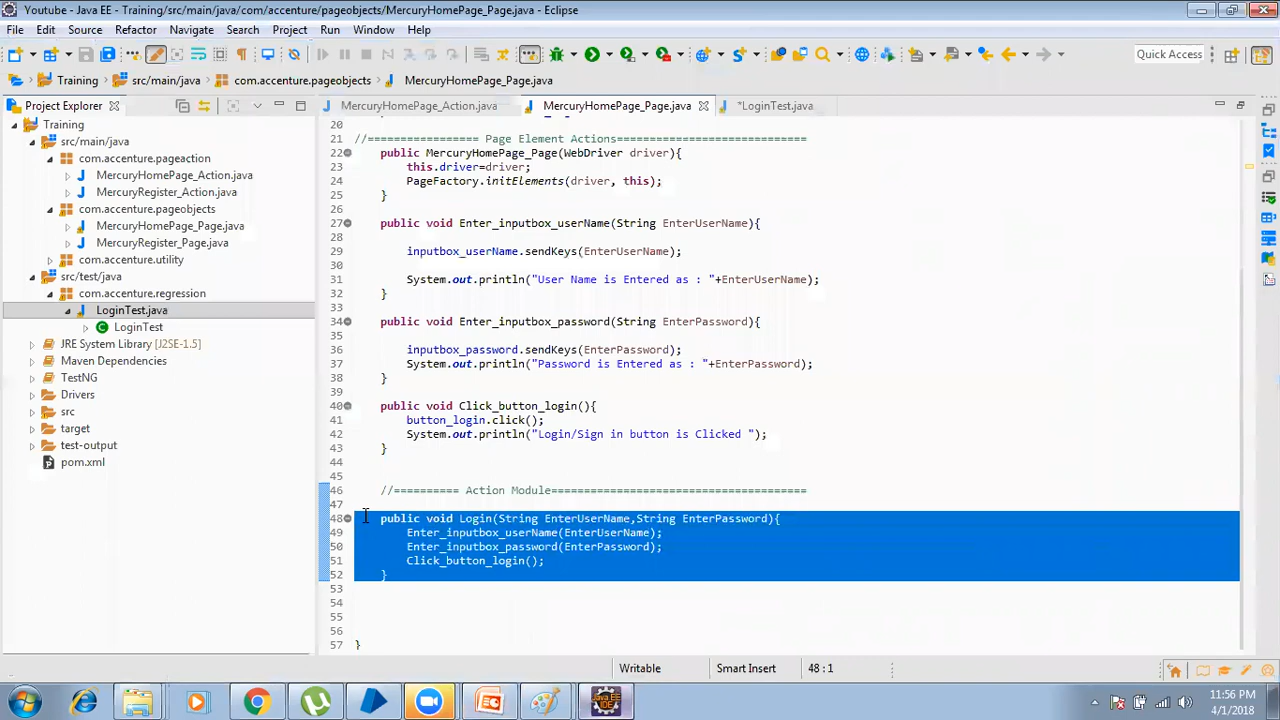 Youtube - Java EE - Training/src/main/java/com/accenture/pageobjects/MercuryHomePage_Page.java - Eclipse
File Edit Source Refactor Navigate Search Project Run Window Help
Quick Access
Training src/main/java com.accenture.pageobjects MercuryHomePage_Page.java
Project Explorer
MercuryHomePage_Action.java MercuryHomePage_Page.java *LoginTest.java
Training
src/main/java
com.accenture.pageaction
MercuryHomePage_Action.java
MercuryRegister_Action.java
com.accenture.pageobjects
MercuryHomePage_Page.java
MercuryRegister_Page.java
com.accenture.utility
src/test/java
com.accenture.regression
LoginTest.java
LoginTest
JRE System Library [J2SE-1.5]
Maven Dependencies
TestNG
Drivers
src
target
test-output
pom.xml
20
21 //================= Page Element Actions=============================
22 public MercuryHomePage_Page(WebDriver driver){
23 this.driver=driver;
24 PageFactory.initElements(driver, this);
25 }
26
27 public void Enter_inputbox_userName(String EnterUserName){
28
29 inputbox_userName.sendKeys(EnterUserName);
30
31 System.out.println("User Name is Entered as : "+EnterUserName);
32 }
33
34 public void Enter_inputbox_password(String EnterPassword){
35
36 inputbox_password.sendKeys(EnterPassword);
37 System.out.println("Password is Entered as : "+EnterPassword);
38 }
39
40 public void Click_button_login(){
41 button_login.click();
42 System.out.println("Login/Sign in button is Clicked ");
43 }
44
45
46 //========== Action Module=======================================
47
48 public void Login(String EnterUserName,String EnterPassword){
49 Enter_inputbox_userName(EnterUserName);
50 Enter_inputbox_password(EnterPassword);
51 Click_button_login();
52 }
53
54
55
56
57 }
Writable Smart Insert 48 : 1
11:56 PM
4/1/2018